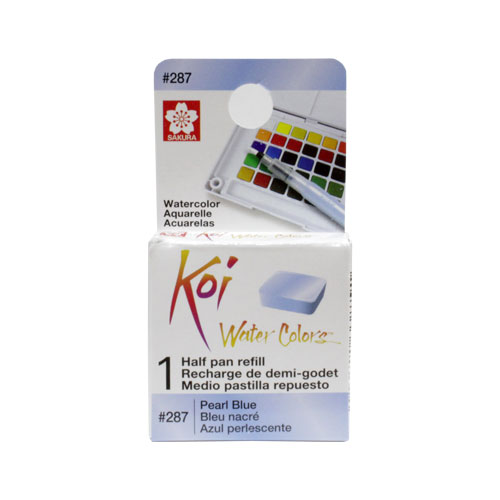 #287
SAKURA
Watercolor
Aquarelle
Acuarelas
Koi
Water Colors
1 Half pan refill
Recharge de demi-godet
Medio pastilla repuesto
#287 Pearl Blue
Bleu nacré
Azul perlescente